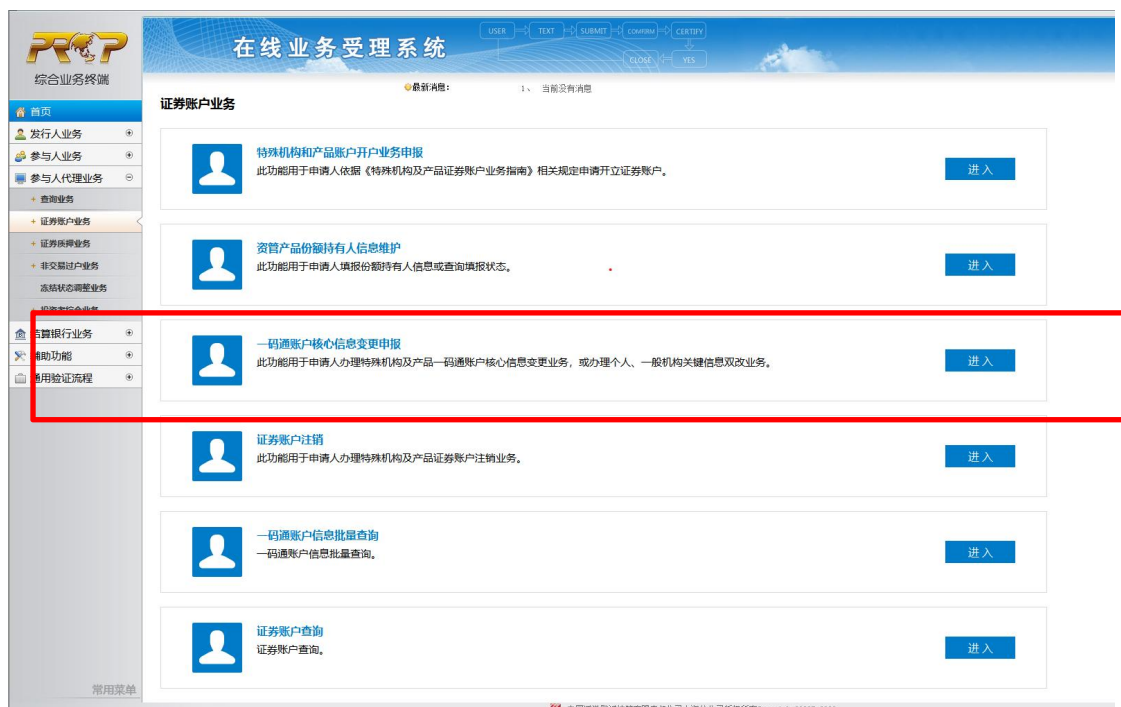 PROP
综合业务终端
在线业务受理系统
USER
TEXT
SUBMIT
CONFIRM
CERTIFY
CLOSE
YES
最新消息：
1、 当前没有消息
首页
发行人业务
参与人业务
参与人代理业务
+ 查询业务
+ 证券账户业务
+ 证券质押业务
+ 非交易过户业务
冻结状态调整业务
结算银行业务
辅助功能
通用验证流程
常用菜单
证券账户业务
特殊机构和产品账户开户业务申报
此功能用于申请人依据《特殊机构及产品证券账户业务指南》相关规定申请开立证券账户。
进入
资管产品份额持有人信息维护
此功能用于申请人填报份额持有人信息或查询填报状态。
进入
一码通账户核心信息变更申报
此功能用于申请人办理特殊机构及产品一码通账户核心信息变更业务，或办理个人、一般机构关键信息双改业务。
进入
证券账户注销
此功能用于申请人办理特殊机构及产品证券账户注销业务。
进入
一码通账户信息批量查询
一码通账户信息批量查询。
进入
证券账户查询
证券账户查询。
进入